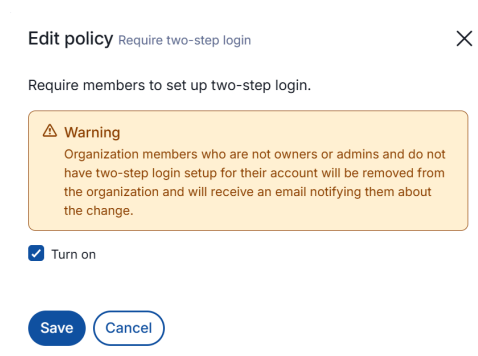 Edit policy Require two-step login
Require members to set up two-step login.
Warning
Organization members who are not owners or admins and do not
have two-step login setup for their account will be removed from
the organization and will receive an email notifying them about
the change.
Turn on
Save Cancel